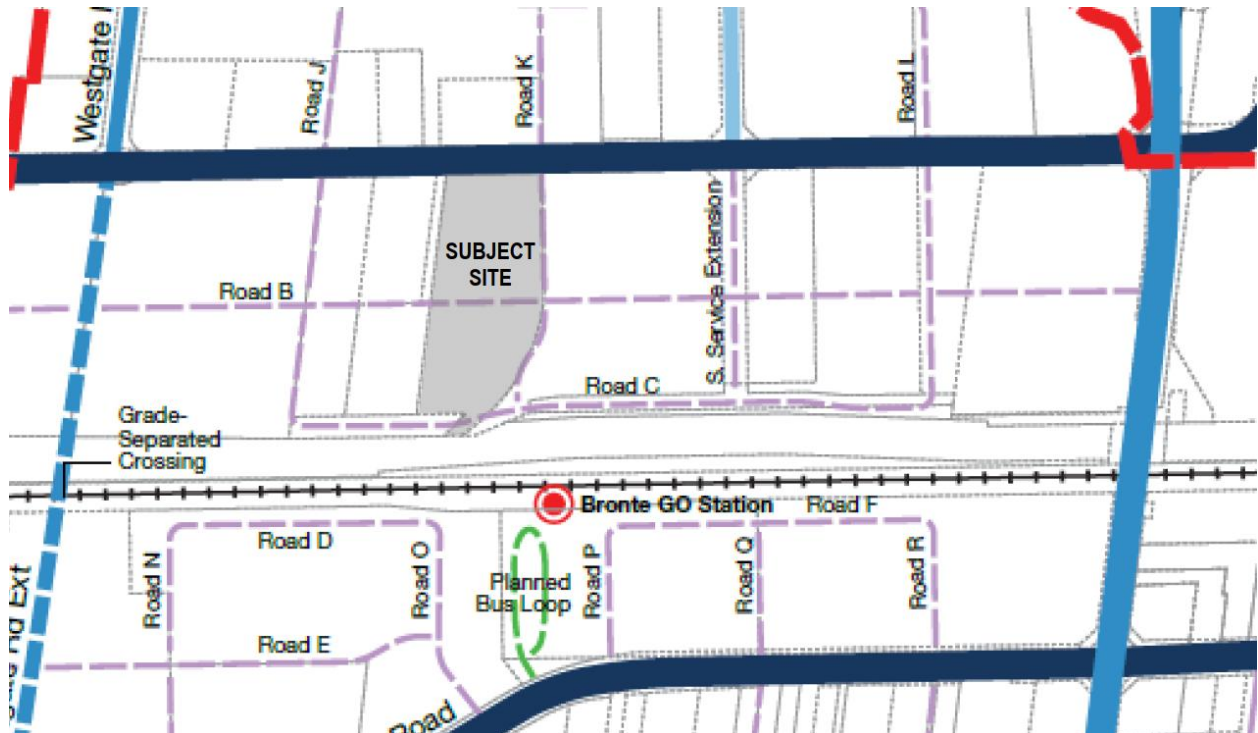 Westgate
Road J
Road K
Road L
SUBJECT
SITE
Road B
S. Service Extension
Road C
Grade-
Separated
Crossing
Bronte GO Station
Road F
Road D
Road N
Road O
Planned
Bus Loop
Road P
Road Q
Road R
Road E
Rd Ext
Road